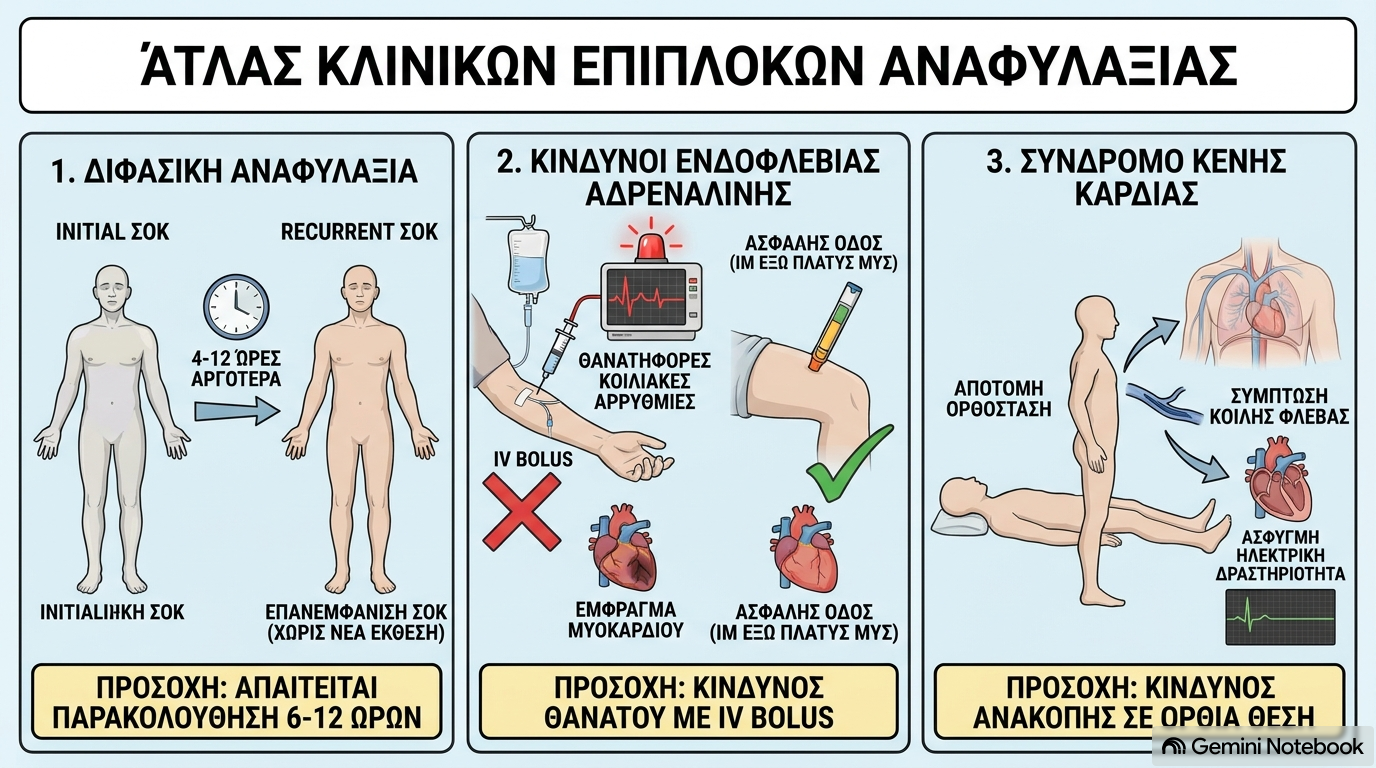 ΆΤΛΑΣ ΚΛΙΝΙΚΩΝ ΕΠΙΠΛΟΚΩΝ ΑΝΑΦΥΛΑΞΙΑΣ
1. ΔΙΦΑΣΙΚΗ ΑΝΑΦΥΛΑΞΙΑ
INITIAL ΣΟΚ
RECURRENT ΣΟΚ
4-12 ΏΡΕΣ
ΑΡΓΟΤΕΡΑ
INITIALΙΗΚΗ ΣΟΚ
ΕΠΑΝΕΜΦΑΝΙΣΗ ΣΟΚ
(ΧΩΡΙΣ ΝΕΑ ΕΚΘΕΣΗ)
ΠΡΟΣΟΧΗ: ΑΠΑΙΤΕΙΤΑΙ
ΠΑΡΑΚΟΛΟΥΘΗΣΗ 6-12 ΩΡΩΝ
2. ΚΙΝΔΥΝΟΙ ΕΝΔΟΦΛΕΒΙΑΣ
ΑΔΡΕΝΑΛΙΝΗΣ
ΑΣΦΑΛΗΣ ΟΔΟΣ
(ΙΜ ΕΞΩ ΠΛΑΤΥΣ ΜΥΣ)
ΘΑΝΑΤΗΦΟΡΕΣ
ΚΟΙΛΙΑΚΕΣ
ΑΡΡΥΘΜΙΕΣ
IV BOLUS
ΕΜΦΡΑΓΜΑ
ΜΥΟΚΑΡΔΙΟΥ
ΑΣΦΑΛΗΣ ΟΔΟΣ
(ΙΜ ΕΞΩ ΠΛΑΤΥΣ ΜΥΣ)
ΠΡΟΣΟΧΗ: ΚΙΝΔΥΝΟΣ
ΘΑΝΑΤΟΥ ΜΕ IV BOLUS
3. ΣΥΝΔΡΟΜΟ ΚΕΝΗΣ
ΚΑΡΔΙΑΣ
ΑΠΟΤΟΜΗ
ΟΡΘΟΣΤΑΣΗ
ΣΥΜΠΤΩΣΗ
ΚΟΙΛΗΣ ΦΛΕΒΑΣ
ΑΣΦΥΓΜΗ
ΗΛΕΚΤΡΙΚΗ
ΔΡΑΣΤΗΡΙΟΤΗΤΑ
ΠΡΟΣΟΧΗ: ΚΙΝΔΥΝΟΣ
ΑΝΑΚΟΠΗΣ ΣΕ ΟΡΘΙΑ ΘΕΣΗ
Gemini Notebook